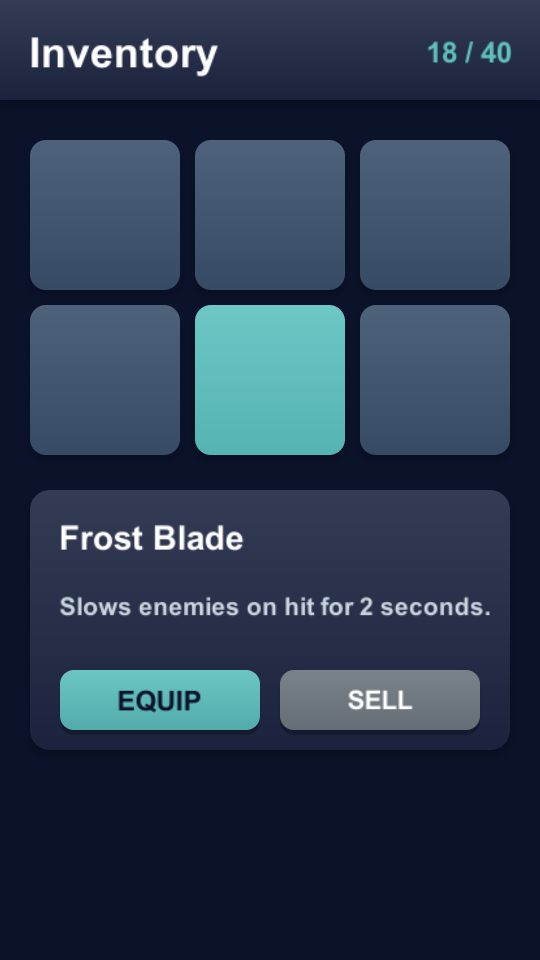 Inventory
18 / 40
Frost Blade
Slows enemies on hit for 2 seconds.
EQUIP
SELL